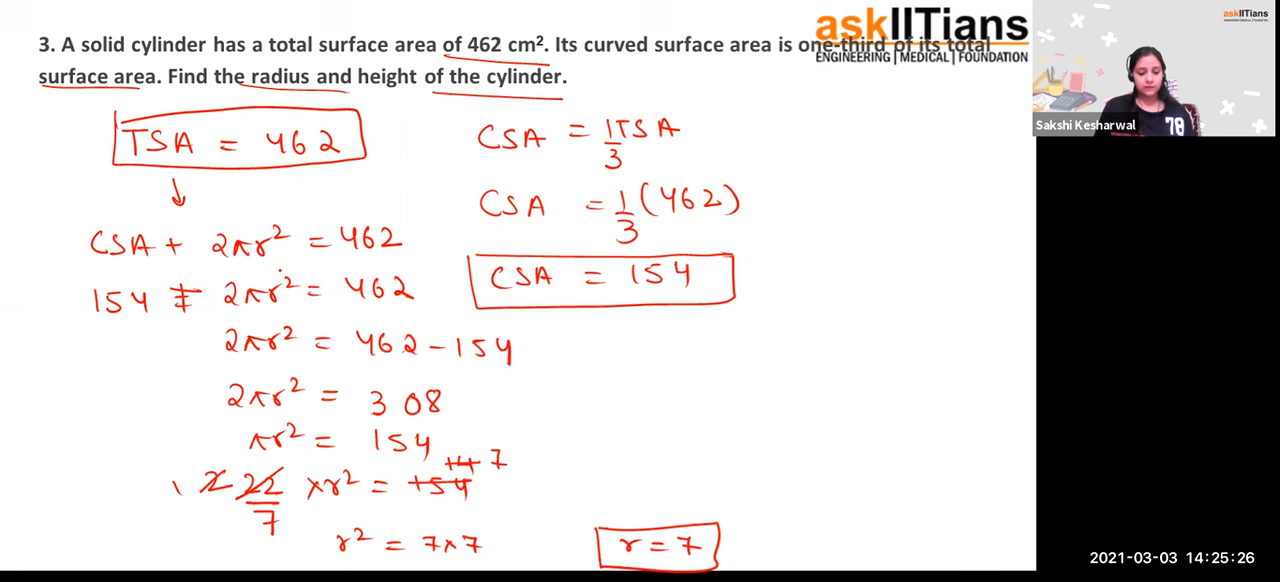 3. A solid cylinder has a total surface area of 462 cm². Its curved surface area is one-third of its total
surface area. Find the radius and height of the cylinder.
askIITians
ENGINEERING | MEDICAL | FOUNDATION
askIITians
Sakshi Kesharwal
78
TSA = 462
CSA + 2πr² = 462
154 + 2πr² = 462
2πr² = 462 - 154
2πr² = 308
πr² = 154
22/7 × r² = 154 7
r² = 7×7
r = 7
CSA = 1/3 TSA
CSA = 1/3 (462)
CSA = 154
2021-03-03 14:25:26